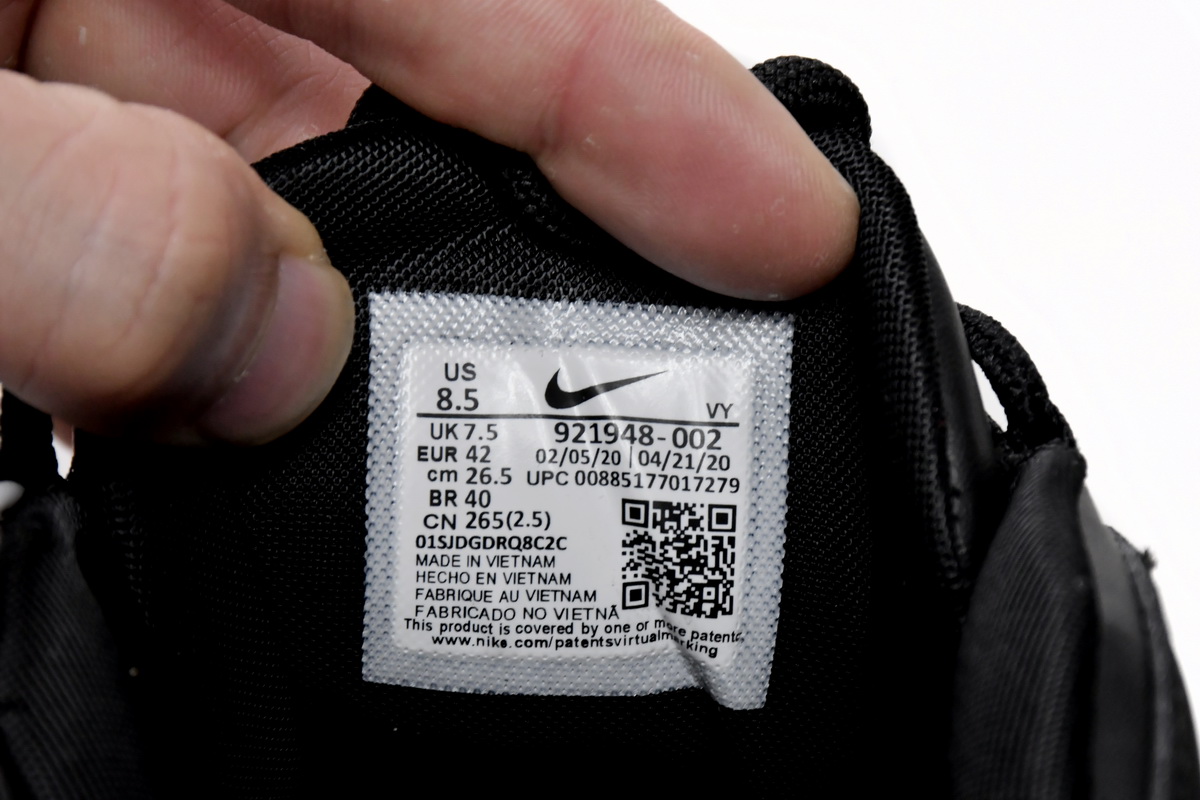 US
8.5
VY
UK 7.5
921948-002
EUR 42
02/05/20 | 04/21/20
cm 26.5
UPC 00885177017279
BR 40
CN 265(2.5)
01SJDGDRQ8C2C
MADE IN VIETNAM
HECHO EN VIETNAM
FABRIQUE AU VIETNAM
FABRICADO NO VIETNÃ
This product is covered by one or more patents.
www.nike.com/patentsvirtualmarking